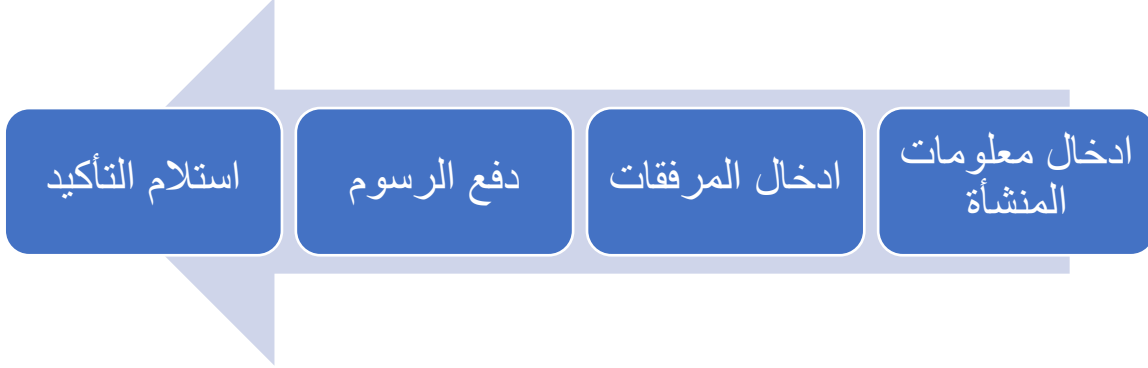 ادخال معلومات
المنشأة
ادخال المرفقات
دفع الرسوم
استلام التأكيد